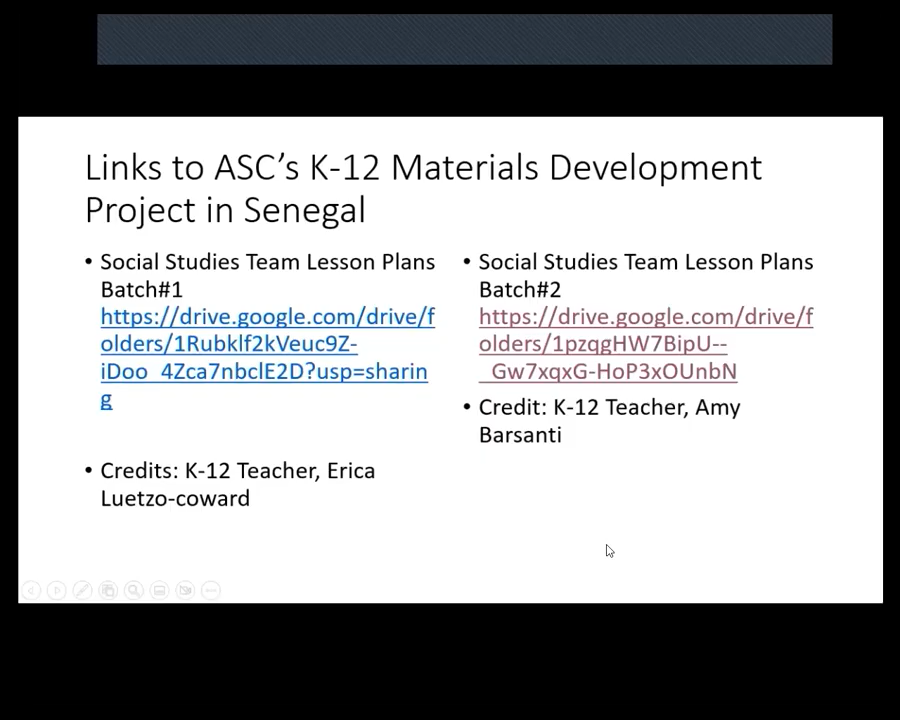 Links to ASC's K-12 Materials Development
Project in Senegal
• Social Studies Team Lesson Plans
Batch#1
https://drive.google.com/drive/f
olders/1Rubklf2kVeuc9Z-
iDoo_4Zca7nbclE2D?usp=sharin
g
• Credits: K-12 Teacher, Erica
Luetzo-coward
• Social Studies Team Lesson Plans
Batch#2
https://drive.google.com/drive/f
olders/1pzqgHW7BipU--
_Gw7xqxG-HoP3xOUnbN
• Credit: K-12 Teacher, Amy
Barsanti